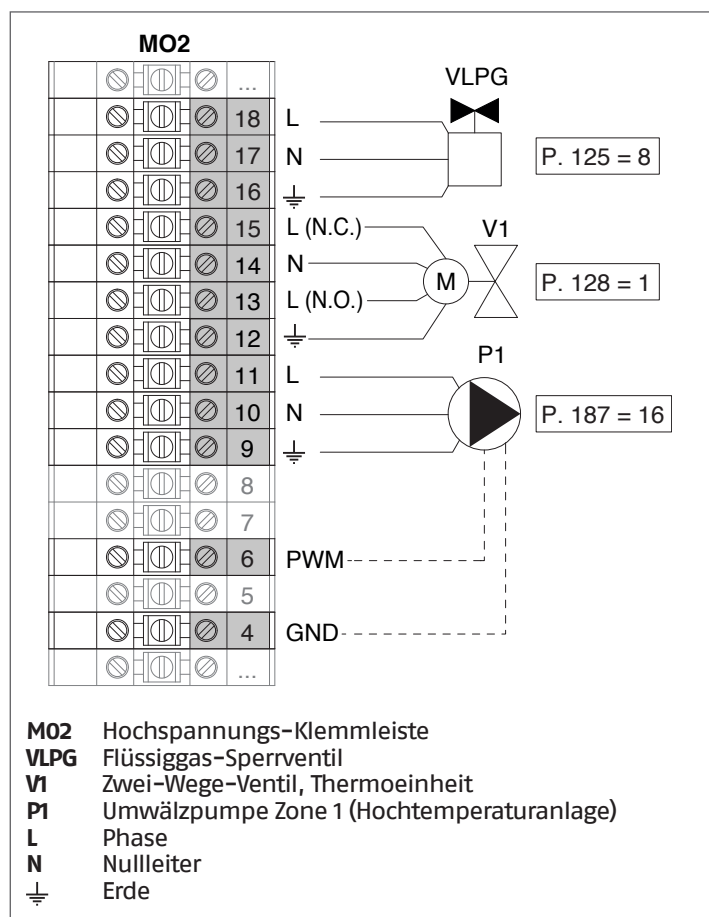 MO2
...
VLPG
18 L
17 N P. 125 = 8
16 ⏚
15 L (N.C.) V1
14 N
M P. 128 = 1
13 L (N.O.)
12 ⏚
P1
11 L
10 N P. 187 = 16
9 ⏚
8
7
6 PWM
5
4 GND
...
M02 Hochspannungs-Klemmleiste
VLPG Flüssiggas-Sperrventil
V1 Zwei-Wege-Ventil, Thermoeinheit
P1 Umwälzpumpe Zone 1 (Hochtemperaturanlage)
L Phase
N Nullleiter
⏚ Erde